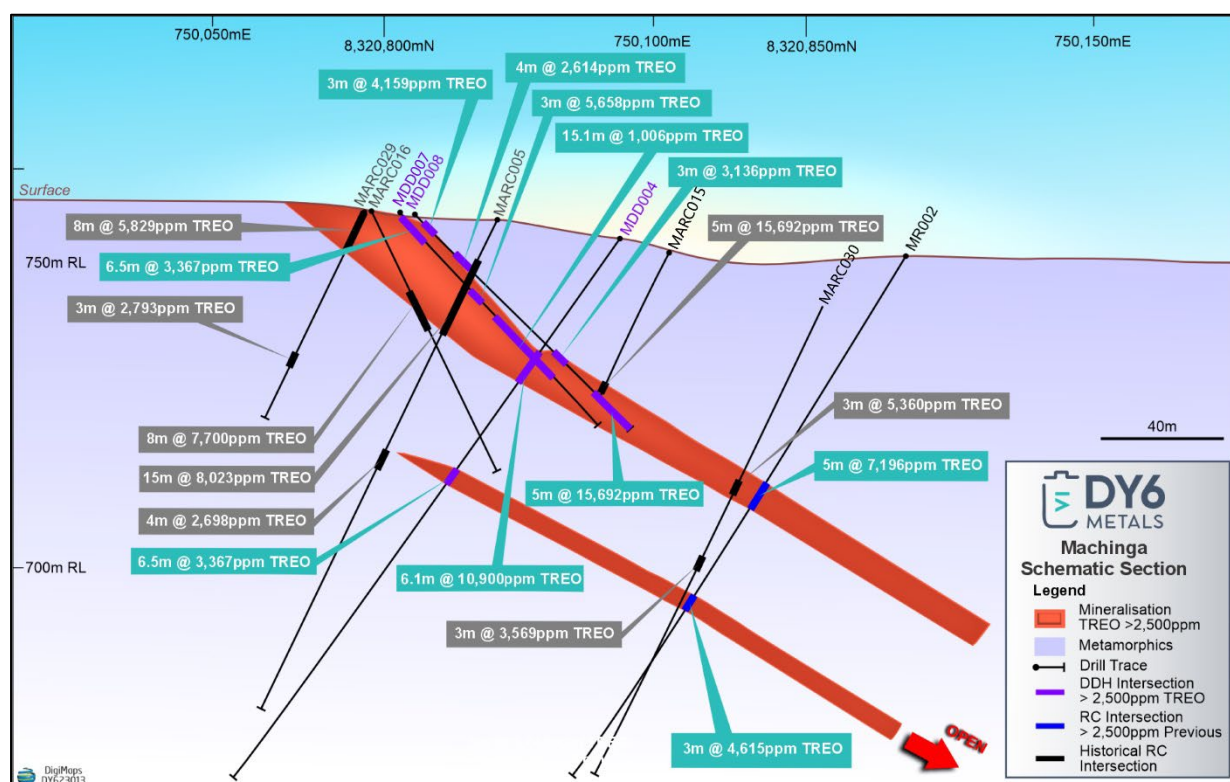 750,050mE
8,320,800mN
750,100mE
8,320,850mN
750,150mE
4m @ 2,614ppm TREO
3m @ 4,159ppm TREO
3m @ 5,658ppm TREO
15.1m @ 1,006ppm TREO
3m @ 3,136ppm TREO
Surface
MARC029
MARC016
MDD007
MDD008
MARC005
MDD004
MARC015
MARC030
MR002
8m @ 5,829ppm TREO
5m @ 15,692ppm TREO
6.5m @ 3,367ppm TREO
750m RL
3m @ 2,793ppm TREO
3m @ 5,360ppm TREO
40m
8m @ 7,700ppm TREO
15m @ 8,023ppm TREO
5m @ 7,196ppm TREO
5m @ 15,692ppm TREO
4m @ 2,698ppm TREO
6.5m @ 3,367ppm TREO
700m RL
6.1m @ 10,900ppm TREO
3m @ 3,569ppm TREO
3m @ 4,615ppm TREO
OPEN
DY6
METALS
Machinga
Schematic Section
Legend
Mineralisation
TREO >2,500ppm
Metamorphics
Drill Trace
DDH Intersection
> 2,500ppm TREO
RC Intersection
> 2,500ppm Previous
Historical RC
Intersection
DigiMaps
DY623013